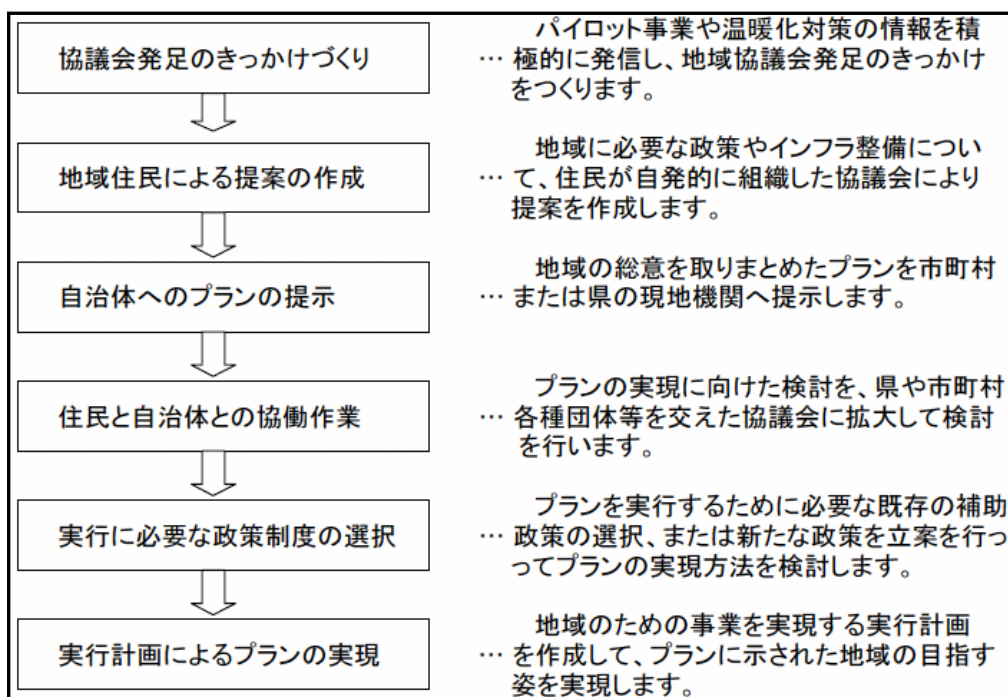 協議会発足のきっかけづくり
パイロット事業や温暖化対策の情報を積
… 極的に発信し、地域協議会発足のきっかけ
をつくります。
地域住民による提案の作成
地域に必要な政策やインフラ整備につい
… て、住民が自発的に組織した協議会により
提案を作成します。
自治体へのプランの提示
地域の総意を取りまとめたプランを市町村
… または県の現地機関へ提示します。
住民と自治体との協働作業
プランの実現に向けた検討を、県や市町村
… 各種団体等を交えた協議会に拡大して検討
を行います。
実行に必要な政策制度の選択
プランを実行するために必要な既存の補助
… 政策の選択、または新たな政策を立案を行っ
ってプランの実現方法を検討します。
実行計画によるプランの実現
地域のための事業を実現する実行計画
… を作成して、プランに示された地域の目指す
姿を実現します。